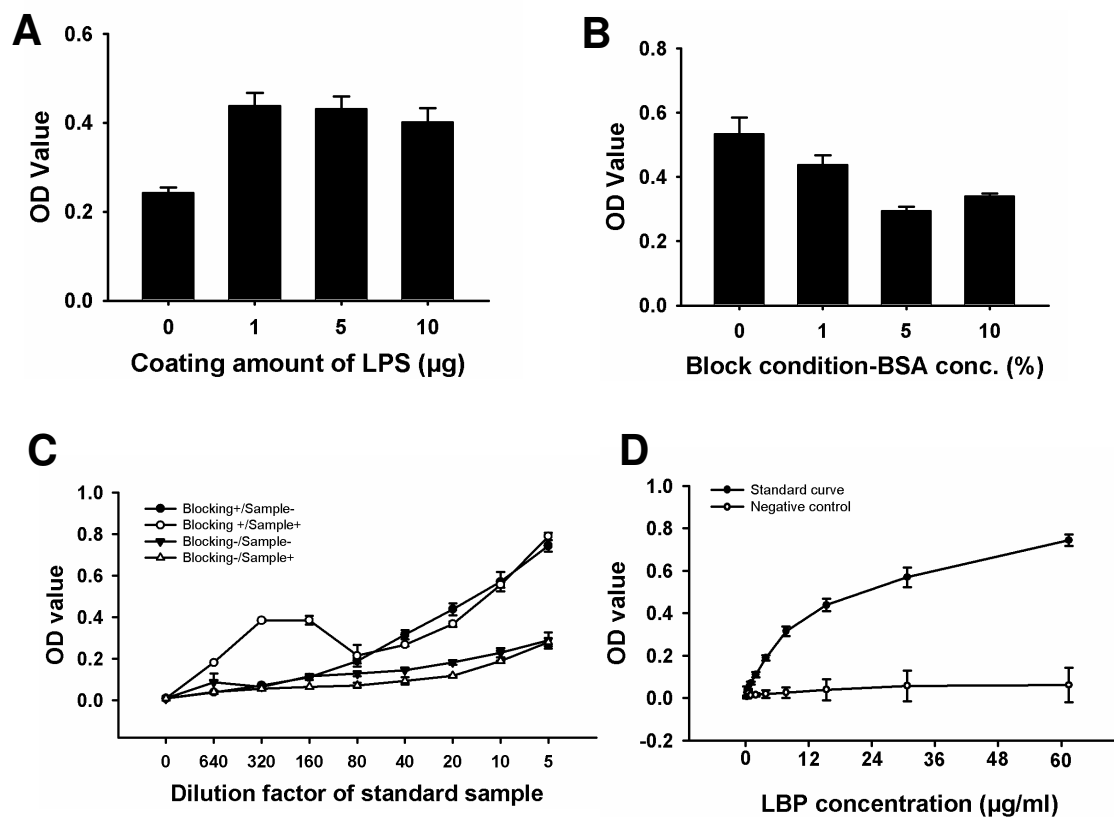 A
0.6
0.4
0.2
0.0
OD Value
0 1 5 10
Coating amount of LPS (µg)
B
0.8
0.6
0.4
0.2
0.0
OD Value
0 1 5 10
Block condition-BSA conc. (%)
C
1.0
0.8
0.6
0.4
0.2
0.0
OD value
Blocking+/Sample-
Blocking +/Sample+
Blocking-/Sample-
Blocking-/Sample+
0 640 320 160 80 40 20 10 5
Dilution factor of standard sample
D
1.0
0.8
0.6
0.4
0.2
0.0
-0.2
OD value
Standard curve
Negative control
0 12 24 36 48 60
LBP concentration (µg/ml)